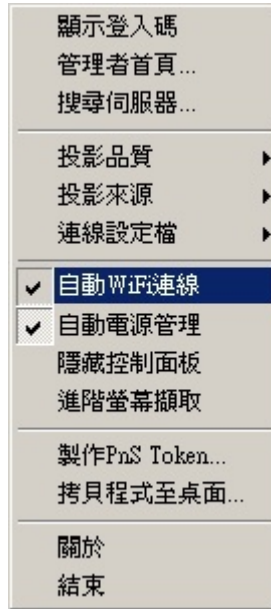 顯示登入碼
管理者首頁...
搜尋伺服器...
投影品質
投影來源
連線設定檔
自動WiFi連線
自動電源管理
隱藏控制面板
進階螢幕擷取
製作PnS Token...
拷貝程式至桌面...
關於
結束